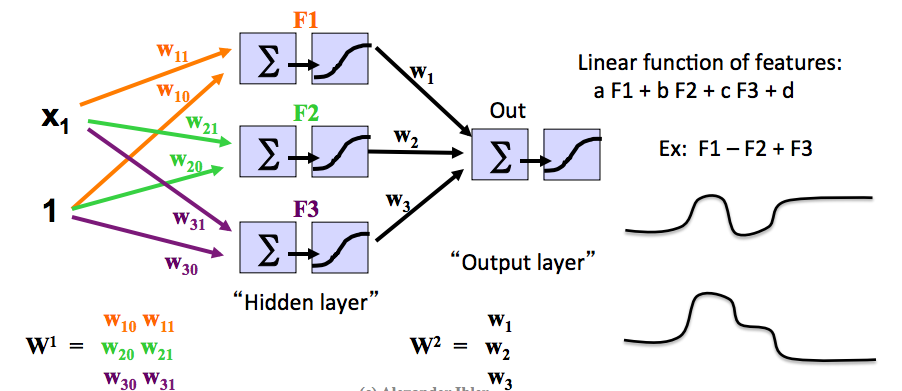 F1
w11
w10
x1
1
F2
w21
w20
F3
w31
w30
Σ
Σ
Σ
w1
w2
w3
Out
Σ
"Hidden layer"
"Output layer"
Linear function of features:
a F1 + b F2 + c F3 + d
Ex: F1 – F2 + F3
W1 =
w10 w11
w20 w21
w30 w31
W2 =
w1
w2
w3